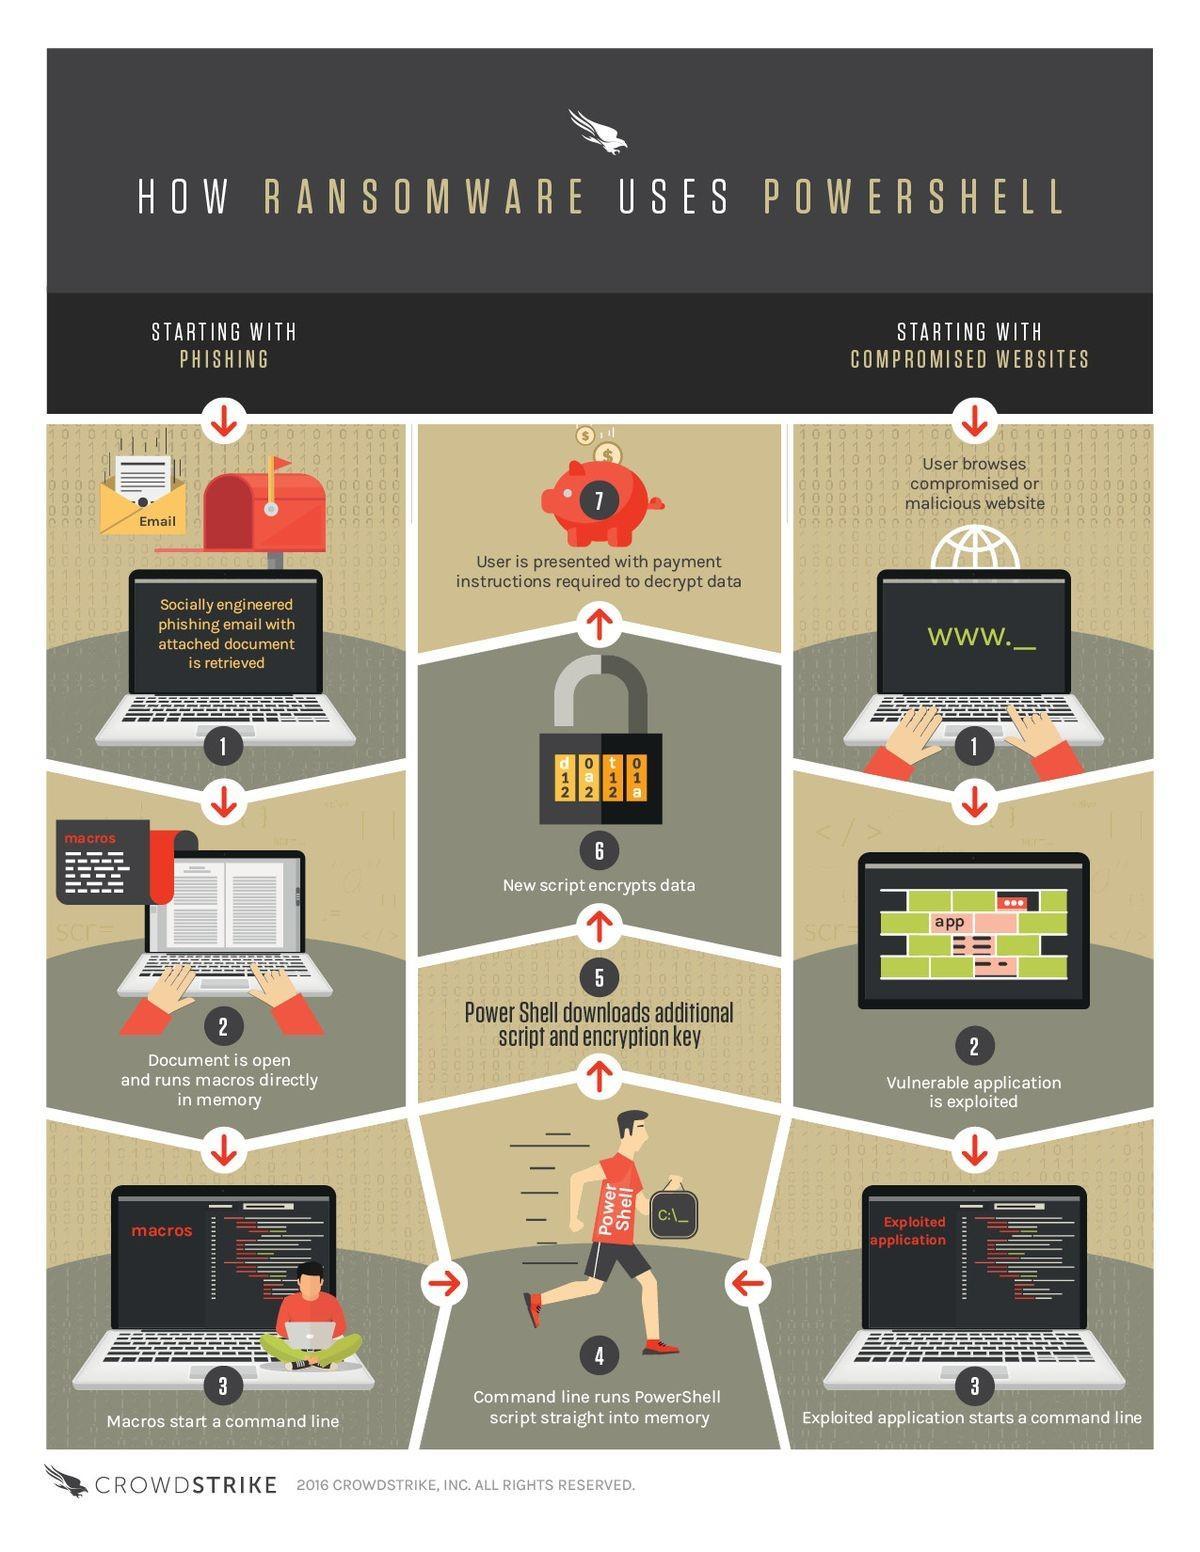 HOW RANSOMWARE USES POWERSHELL
STARTING WITH
PHISHING
STARTING WITH
COMPROMISED WEBSITES
Email
Socially engineered
phishing email with
attached document
is retrieved
1
macros
2
Document is open
and runs macros directly
in memory
macros
3
Macros start a command line
User browses
compromised or
malicious website
www._
1
app
2
Vulnerable application
is exploited
Exploited
application
3
Exploited application starts a command line
Power
Shell
C:\_
4
Command line runs PowerShell
script straight into memory
5
Power Shell downloads additional
script and encryption key
d 0 t 0
1 a 1 1
2 2 2 a
6
New script encrypts data
$
$
7
User is presented with payment
instructions required to decrypt data
CROWDSTRIKE
2016 CROWDSTRIKE, INC. ALL RIGHTS RESERVED.